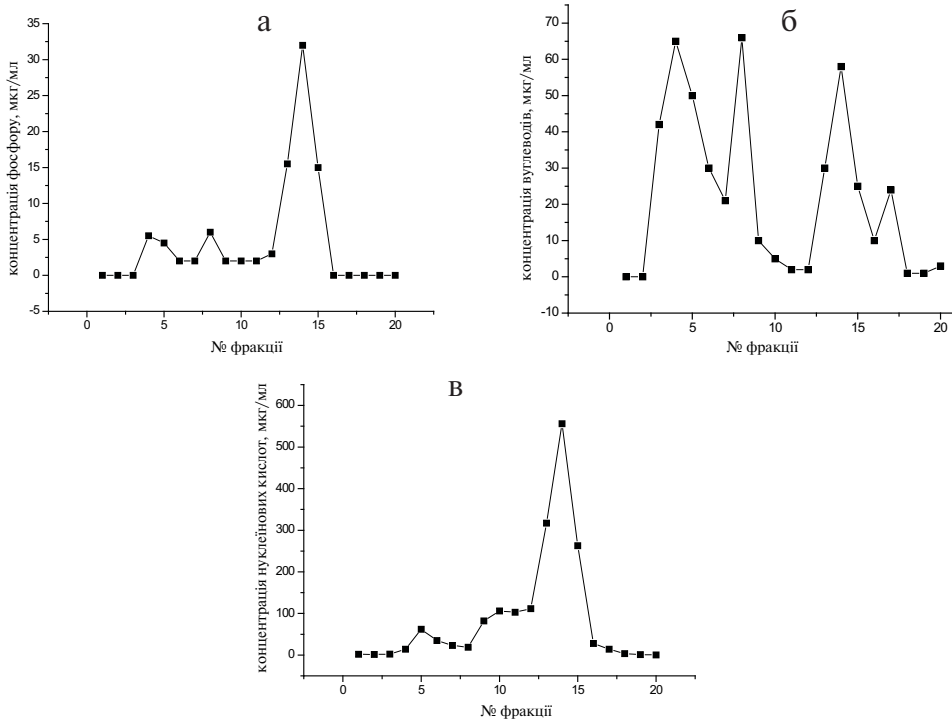 а
35
30
25
20
15
10
5
0
-5
концентрація фосфору, мкг/мл
0 5 10 15 20
№ фракції
б
70
60
50
40
30
20
10
0
-10
концентрація вуглеводів, мкг/мл
0 5 10 15 20
№ фракції
в
600
500
400
300
200
100
0
концентрація нуклеїнових кислот, мкг/мл
0 5 10 15 20
№ фракції